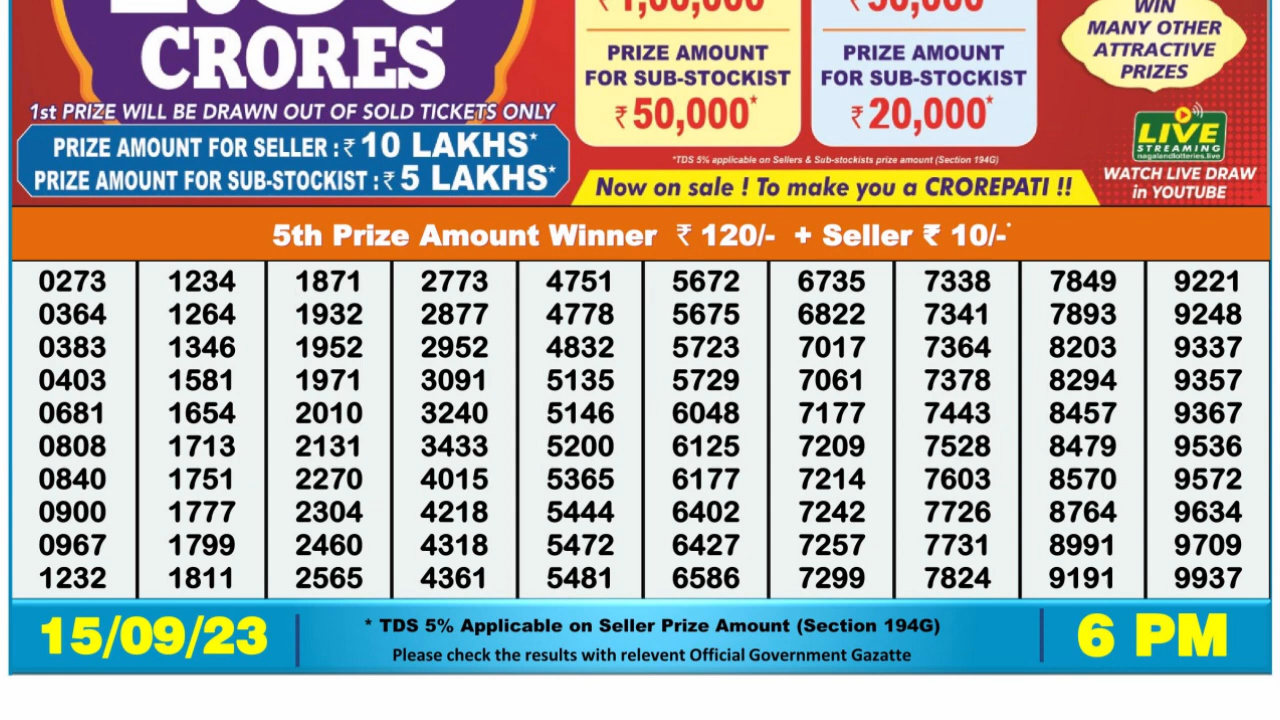 CRORES
1st PRIZE WILL BE DRAWN OUT OF SOLD TICKETS ONLY
PRIZE AMOUNT FOR SELLER : ₹ 10 LAKHS*
PRIZE AMOUNT FOR SUB-STOCKIST : ₹ 5 LAKHS*
PRIZE AMOUNT
FOR SUB-STOCKIST
₹ 50,000*
PRIZE AMOUNT
FOR SUB-STOCKIST
₹ 20,000*
*TDS 5% applicable on Sellers & Sub-stockists prize amount (Section 194G)
Now on sale ! To make you a CROREPATI !!
WIN
MANY OTHER
ATTRACTIVE
PRIZES
LIVE
STREAMING
nagalandlotteries.live
WATCH LIVE DRAW
in YOUTUBE
5th Prize Amount Winner ₹ 120/- + Seller ₹ 10/-*
0273 1234 1871 2773 4751 5672 6735 7338 7849 9221
0364 1264 1932 2877 4778 5675 6822 7341 7893 9248
0383 1346 1952 2952 4832 5723 7017 7364 8203 9337
0403 1581 1971 3091 5135 5729 7061 7378 8294 9357
0681 1654 2010 3240 5146 6048 7177 7443 8457 9367
0808 1713 2131 3433 5200 6125 7209 7528 8479 9536
0840 1751 2270 4015 5365 6177 7214 7603 8570 9572
0900 1777 2304 4218 5444 6402 7242 7726 8764 9634
0967 1799 2460 4318 5472 6427 7257 7731 8991 9709
1232 1811 2565 4361 5481 6586 7299 7824 9191 9937
15/09/23
* TDS 5% Applicable on Seller Prize Amount (Section 194G)
Please check the results with relevent Official Government Gazatte
6 PM